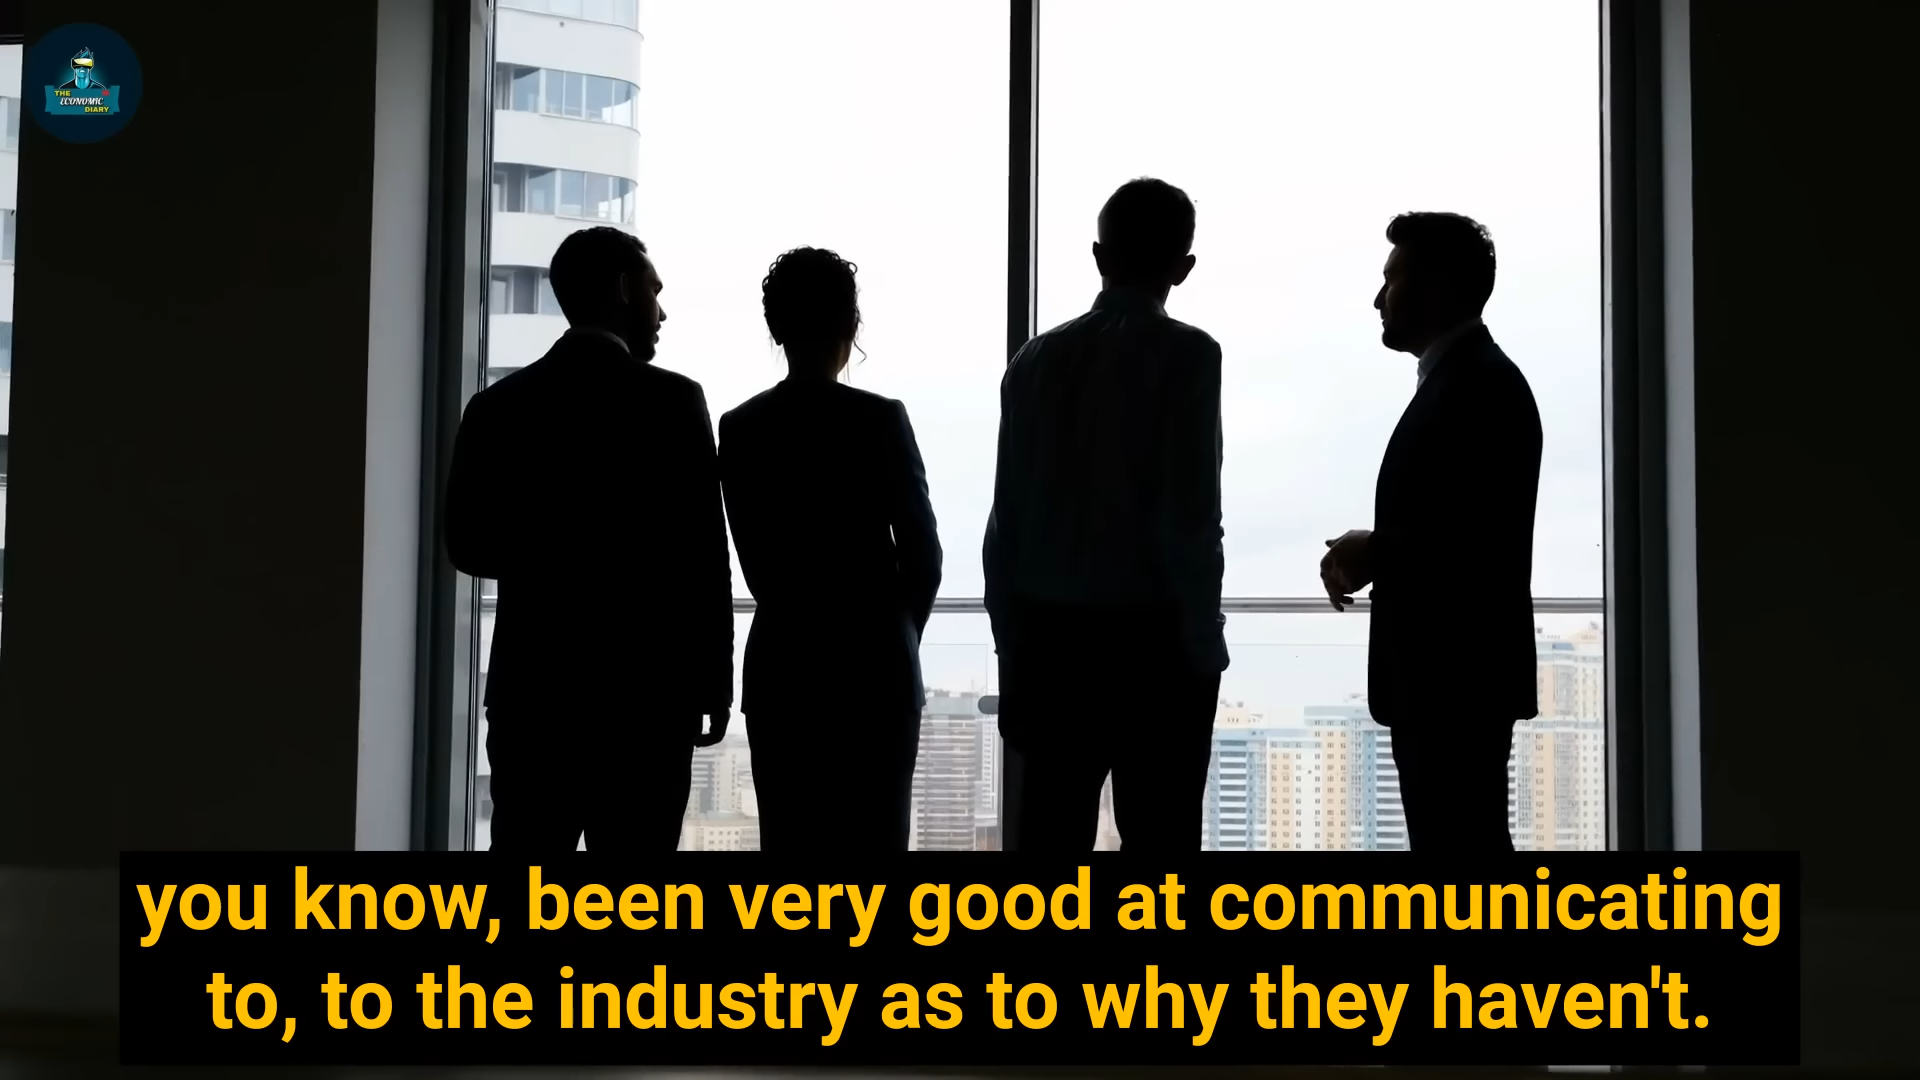 THE
ECONOMIC
DIARY
you know, been very good at communicating
to, to the industry as to why they haven't.